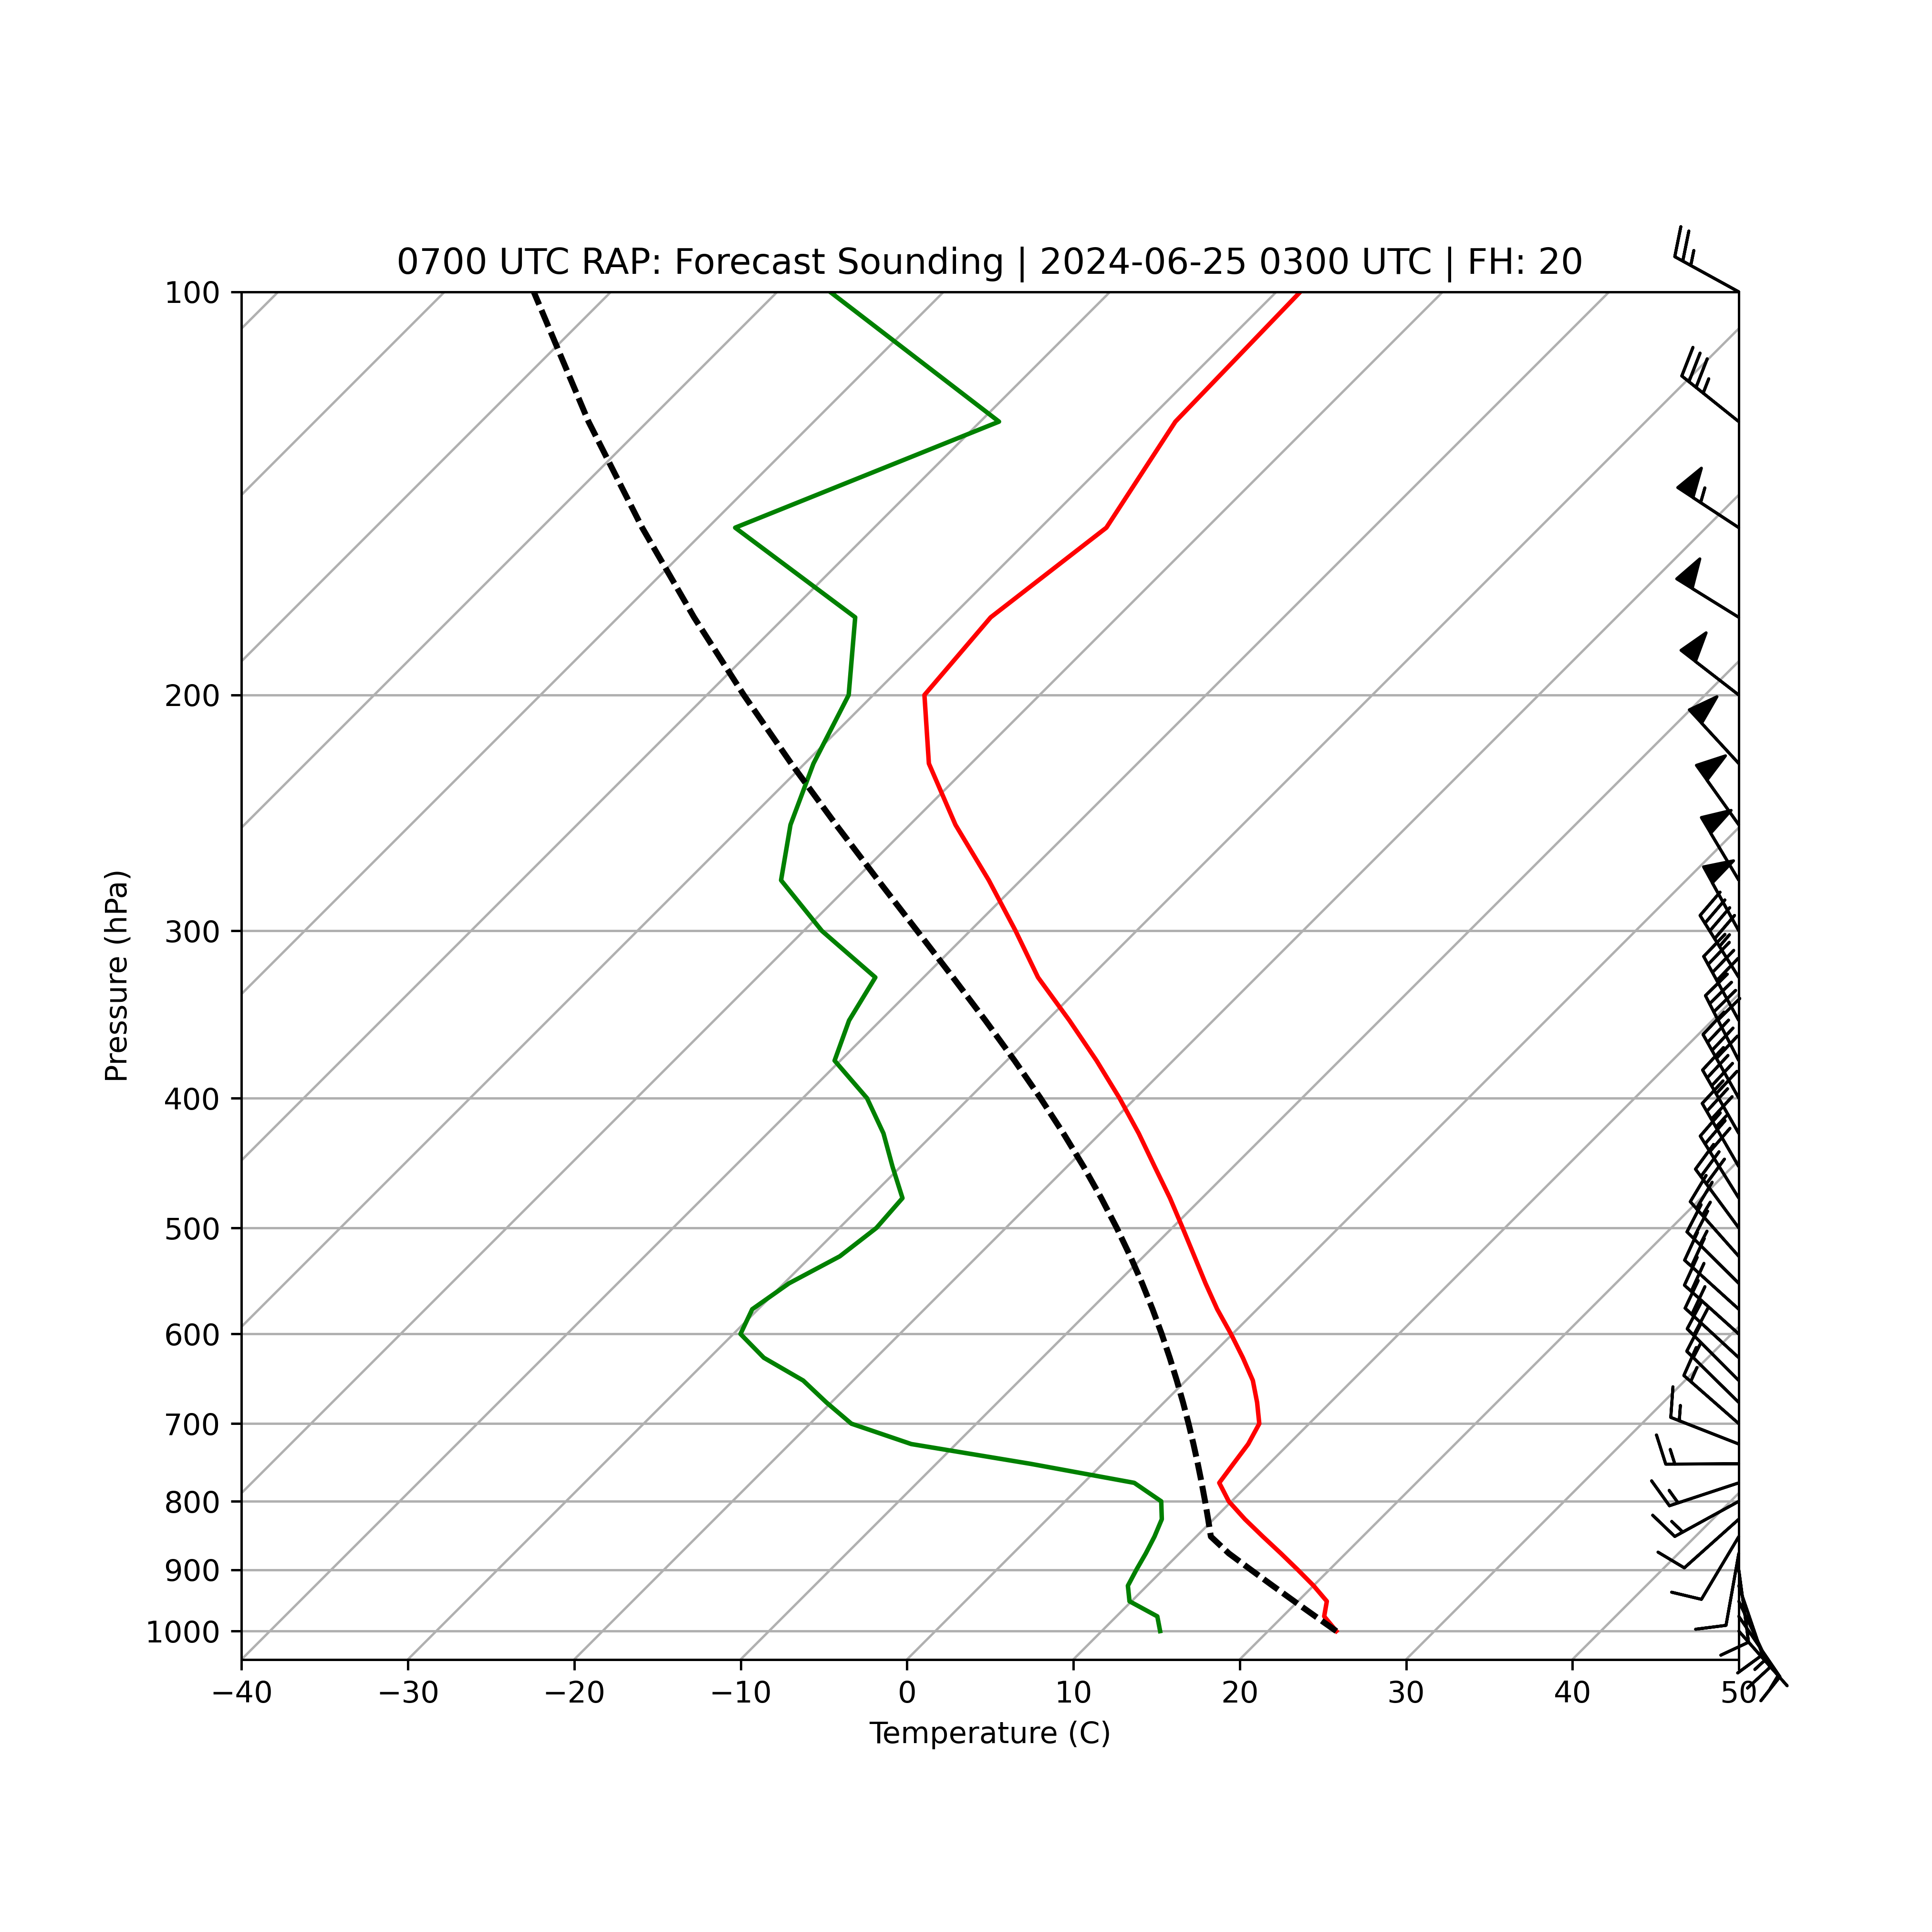 0700 UTC RAP: Forecast Sounding | 2024-06-25 0300 UTC | FH: 20
100
200
300
400
500
600
700
800
900
1000
Pressure (hPa)
−40 −30 −20 −10 0 10 20 30 40 50
Temperature (C)